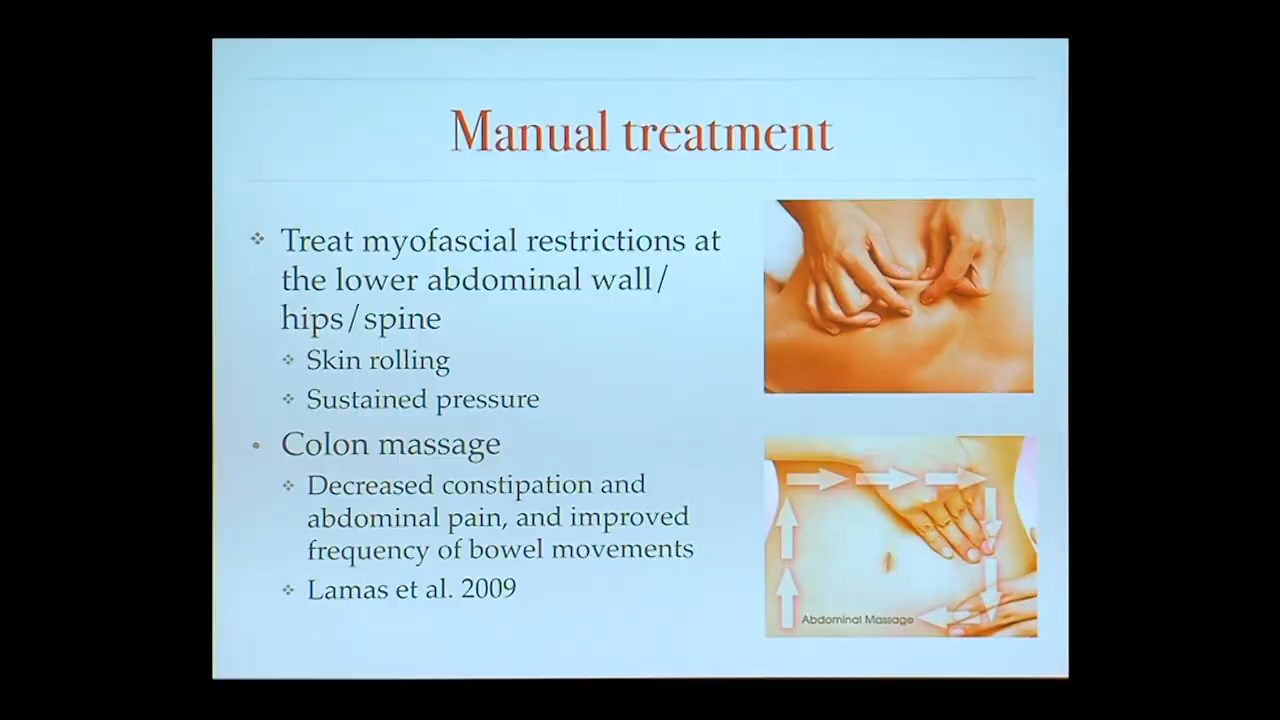 Manual treatment
Treat myofascial restrictions at
the lower abdominal wall/
hips/spine
Skin rolling
Sustained pressure
Colon massage
Decreased constipation and
abdominal pain, and improved
frequency of bowel movements
Lamas et al. 2009
Abdominal Massage